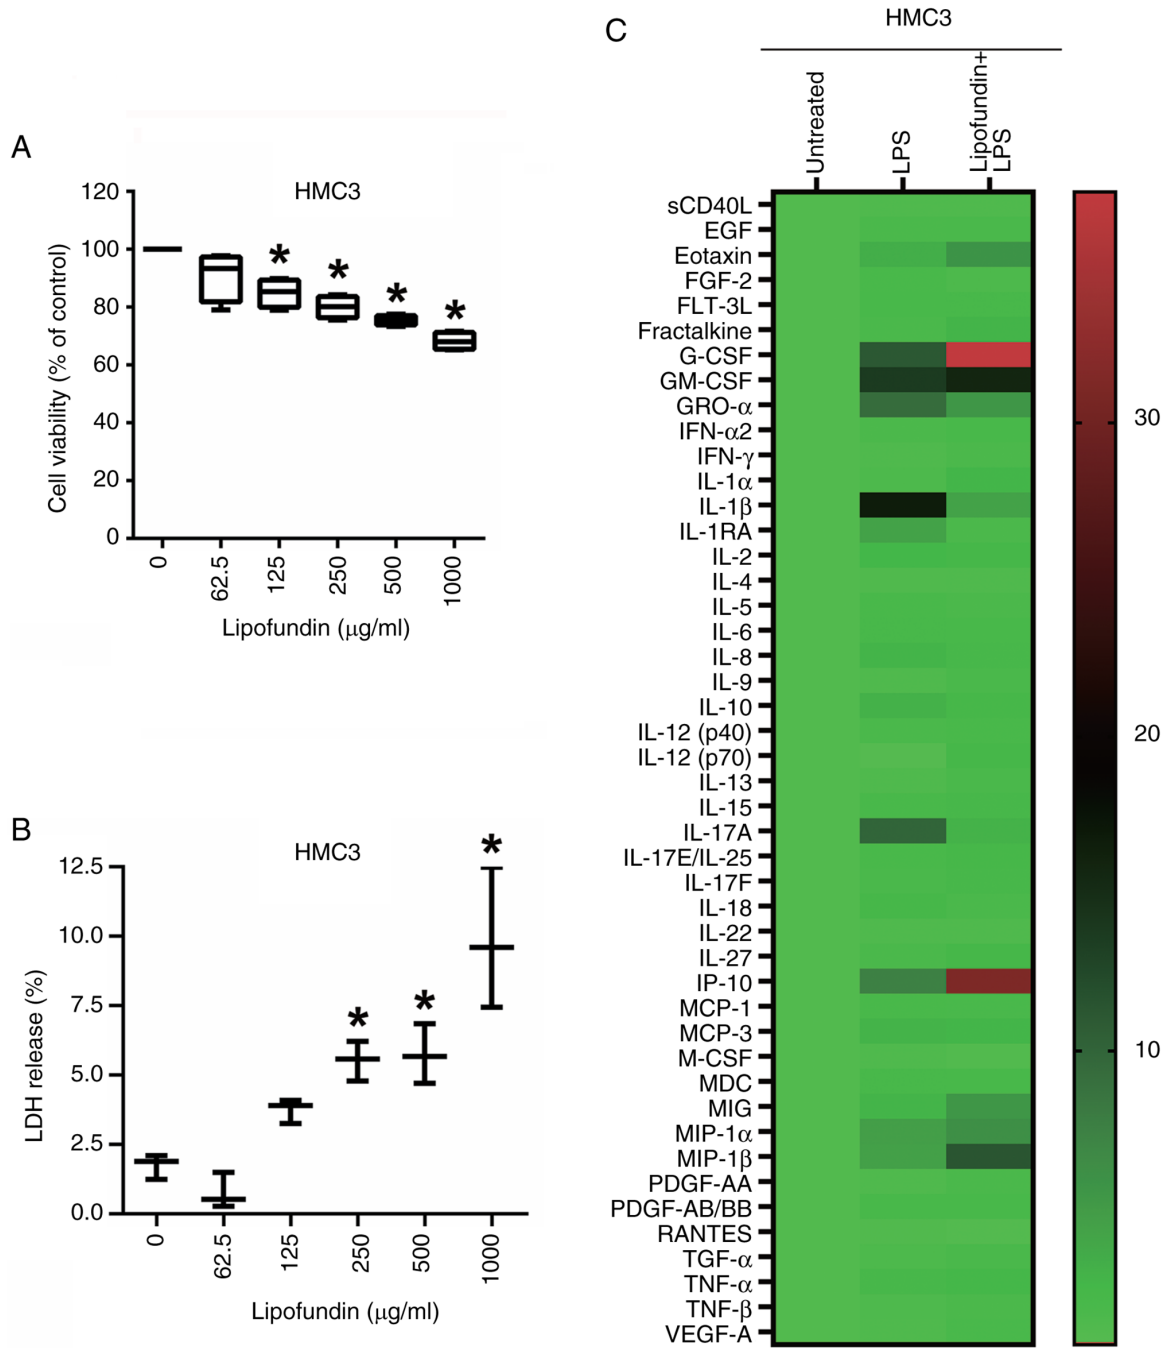 A
HMC3
Cell viability (% of control)
120
100
80
60
40
20
0
*
*
*
*
0
62.5
125
250
500
1000
Lipofundin (μg/ml)
B
HMC3
LDH release (%)
12.5
10.0
7.5
5.0
2.5
0.0
*
*
*
0
62.5
125
250
500
1000
Lipofundin (μg/ml)
C
HMC3
Untreated
LPS
Lipofundin+
LPS
sCD40L
EGF
Eotaxin
FGF-2
FLT-3L
Fractalkine
G-CSF
GM-CSF
GRO-α
IFN-α2
IFN-γ
IL-1α
IL-1β
IL-1RA
IL-2
IL-4
IL-5
IL-6
IL-8
IL-9
IL-10
IL-12 (p40)
IL-12 (p70)
IL-13
IL-15
IL-17A
IL-17E/IL-25
IL-17F
IL-18
IL-22
IL-27
IP-10
MCP-1
MCP-3
M-CSF
MDC
MIG
MIP-1α
MIP-1β
PDGF-AA
PDGF-AB/BB
RANTES
TGF-α
TNF-α
TNF-β
VEGF-A
30
20
10